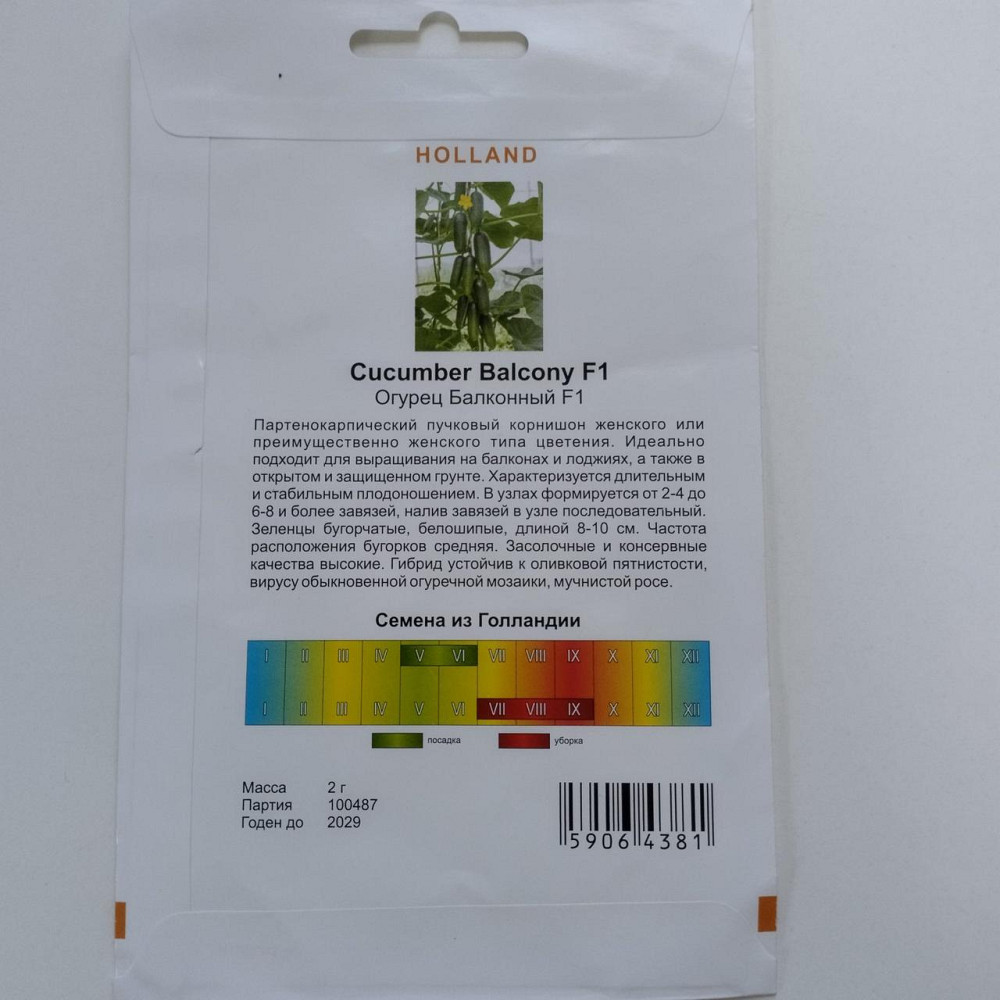 HOLLAND
Cucumber Balcony F1
Огурец Балконный F1
Партенокарпический пучковый корнишон женского или
преимущественно женского типа цветения. Идеально
подходит для выращивания на балконах и лоджиях, а также в
открытом и защищенном грунте. Характеризуется длительным
и стабильным плодоношением. В узлах формируется от 2-4 до
6-8 и более завязей, налив завязей в узле последовательный.
Зеленцы бугорчатые, белошипые, длиной 8-10 см. Частота
расположения бугорков средняя. Засолочные и консервные
качества высокие. Гибрид устойчив к оливковой пятнистости,
вирусу обыкновенной огуречной мозаики, мучнистой росе.
Семена из Голландии
I II III IV V VI VII VIII IX X XI XII
I II III IV V VI VII VIII IX X XI XII
посадка уборка
Масса 2 г
Партия 100487
Годен до 2029
5906 4381